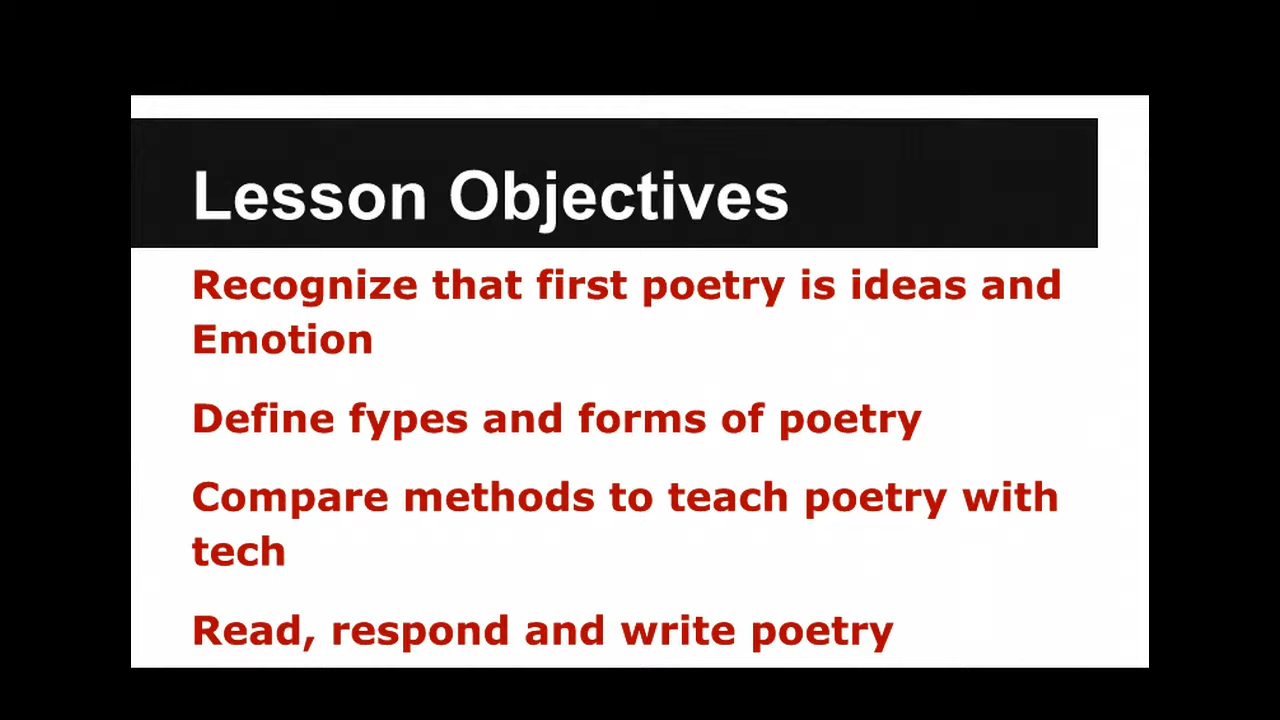 Lesson Objectives
Recognize that first poetry is ideas and
Emotion
Define fypes and forms of poetry
Compare methods to teach poetry with
tech
Read, respond and write poetry